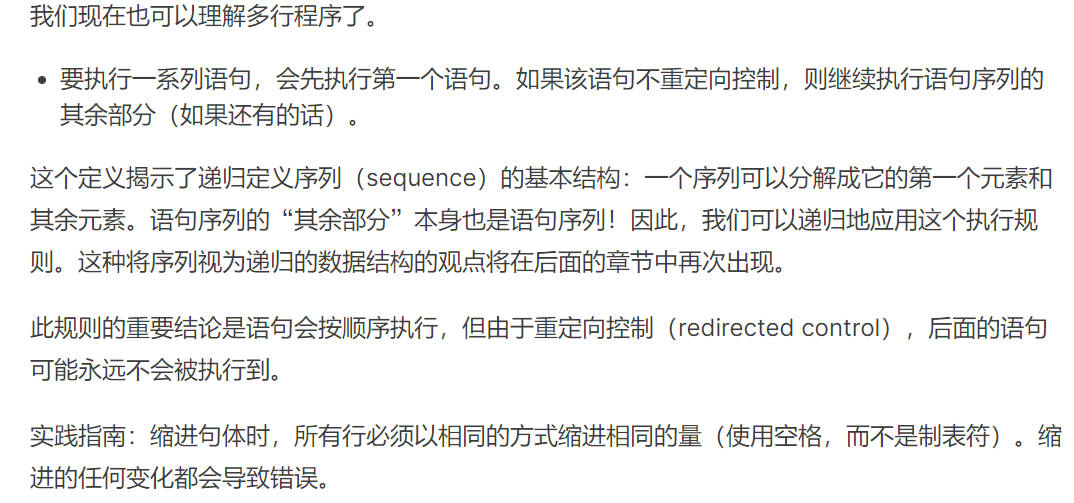 我们现在也可以理解多行程序了。
• 要执行一系列语句，会先执行第一个语句。如果该语句不重定向控制，则继续执行语句序列的
其余部分（如果还有的话）。
这个定义揭示了递归定义序列（sequence）的基本结构：一个序列可以分解成它的第一个元素和
其余元素。语句序列的“其余部分”本身也是语句序列！因此，我们可以递归地应用这个执行规
则。这种将序列视为递归的数据结构的观点将在后面的章节中再次出现。
此规则的重要结论是语句会按顺序执行，但由于重定向控制（redirected control），后面的语句
可能永远不会被执行到。
实践指南：缩进句体时，所有行必须以相同的方式缩进相同的量（使用空格，而不是制表符）。缩
进的任何变化都会导致错误。